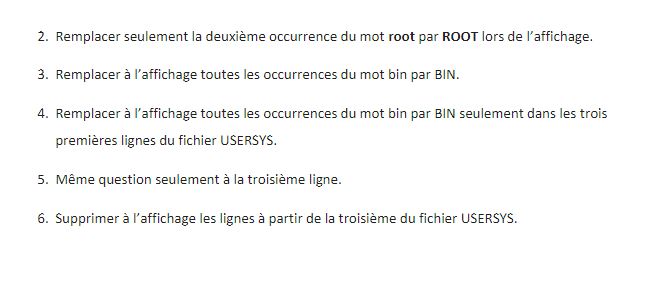 2. Remplacer seulement la deuxième occurrence du mot root par ROOT lors de l'affichage.
3. Remplacer à l'affichage toutes les occurrences du mot bin par BIN.
4. Remplacer à l'affichage toutes les occurrences du mot bin par BIN seulement dans les trois
premières lignes du fichier USERSYS.
5. Même question seulement à la troisième ligne.
6. Supprimer à l'affichage les lignes à partir de la troisième du fichier USERSYS.